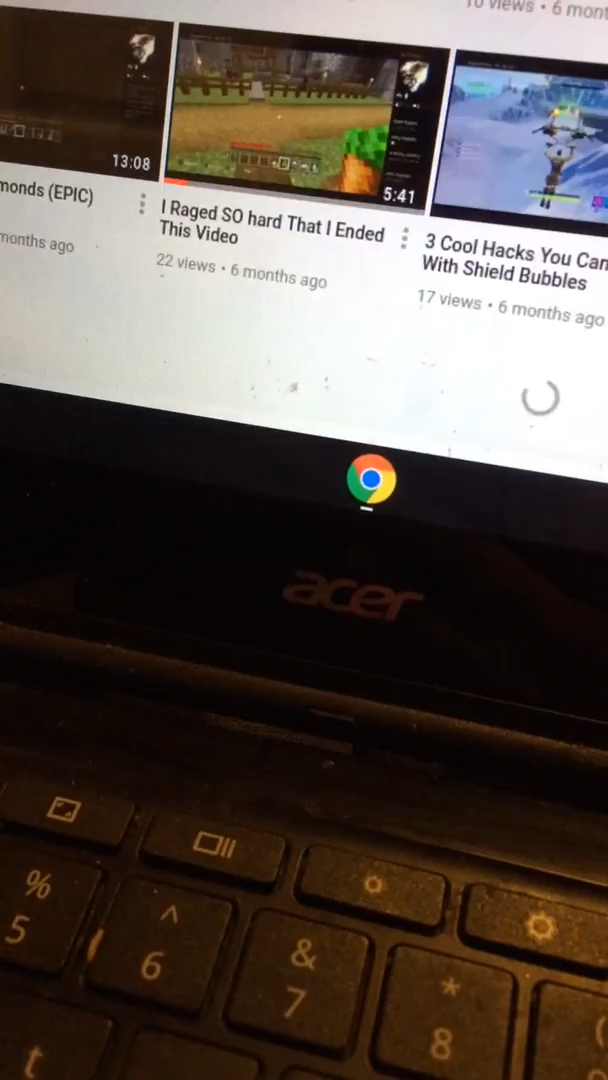 10 views • 6 mont
13:08
5:41
monds (EPIC)
months ago
I Raged SO hard That I Ended
This Video
22 views • 6 months ago
3 Cool Hacks You Can
With Shield Bubbles
17 views • 6 months ago
acer
%
5
^
6
&
7
*
8
(
t